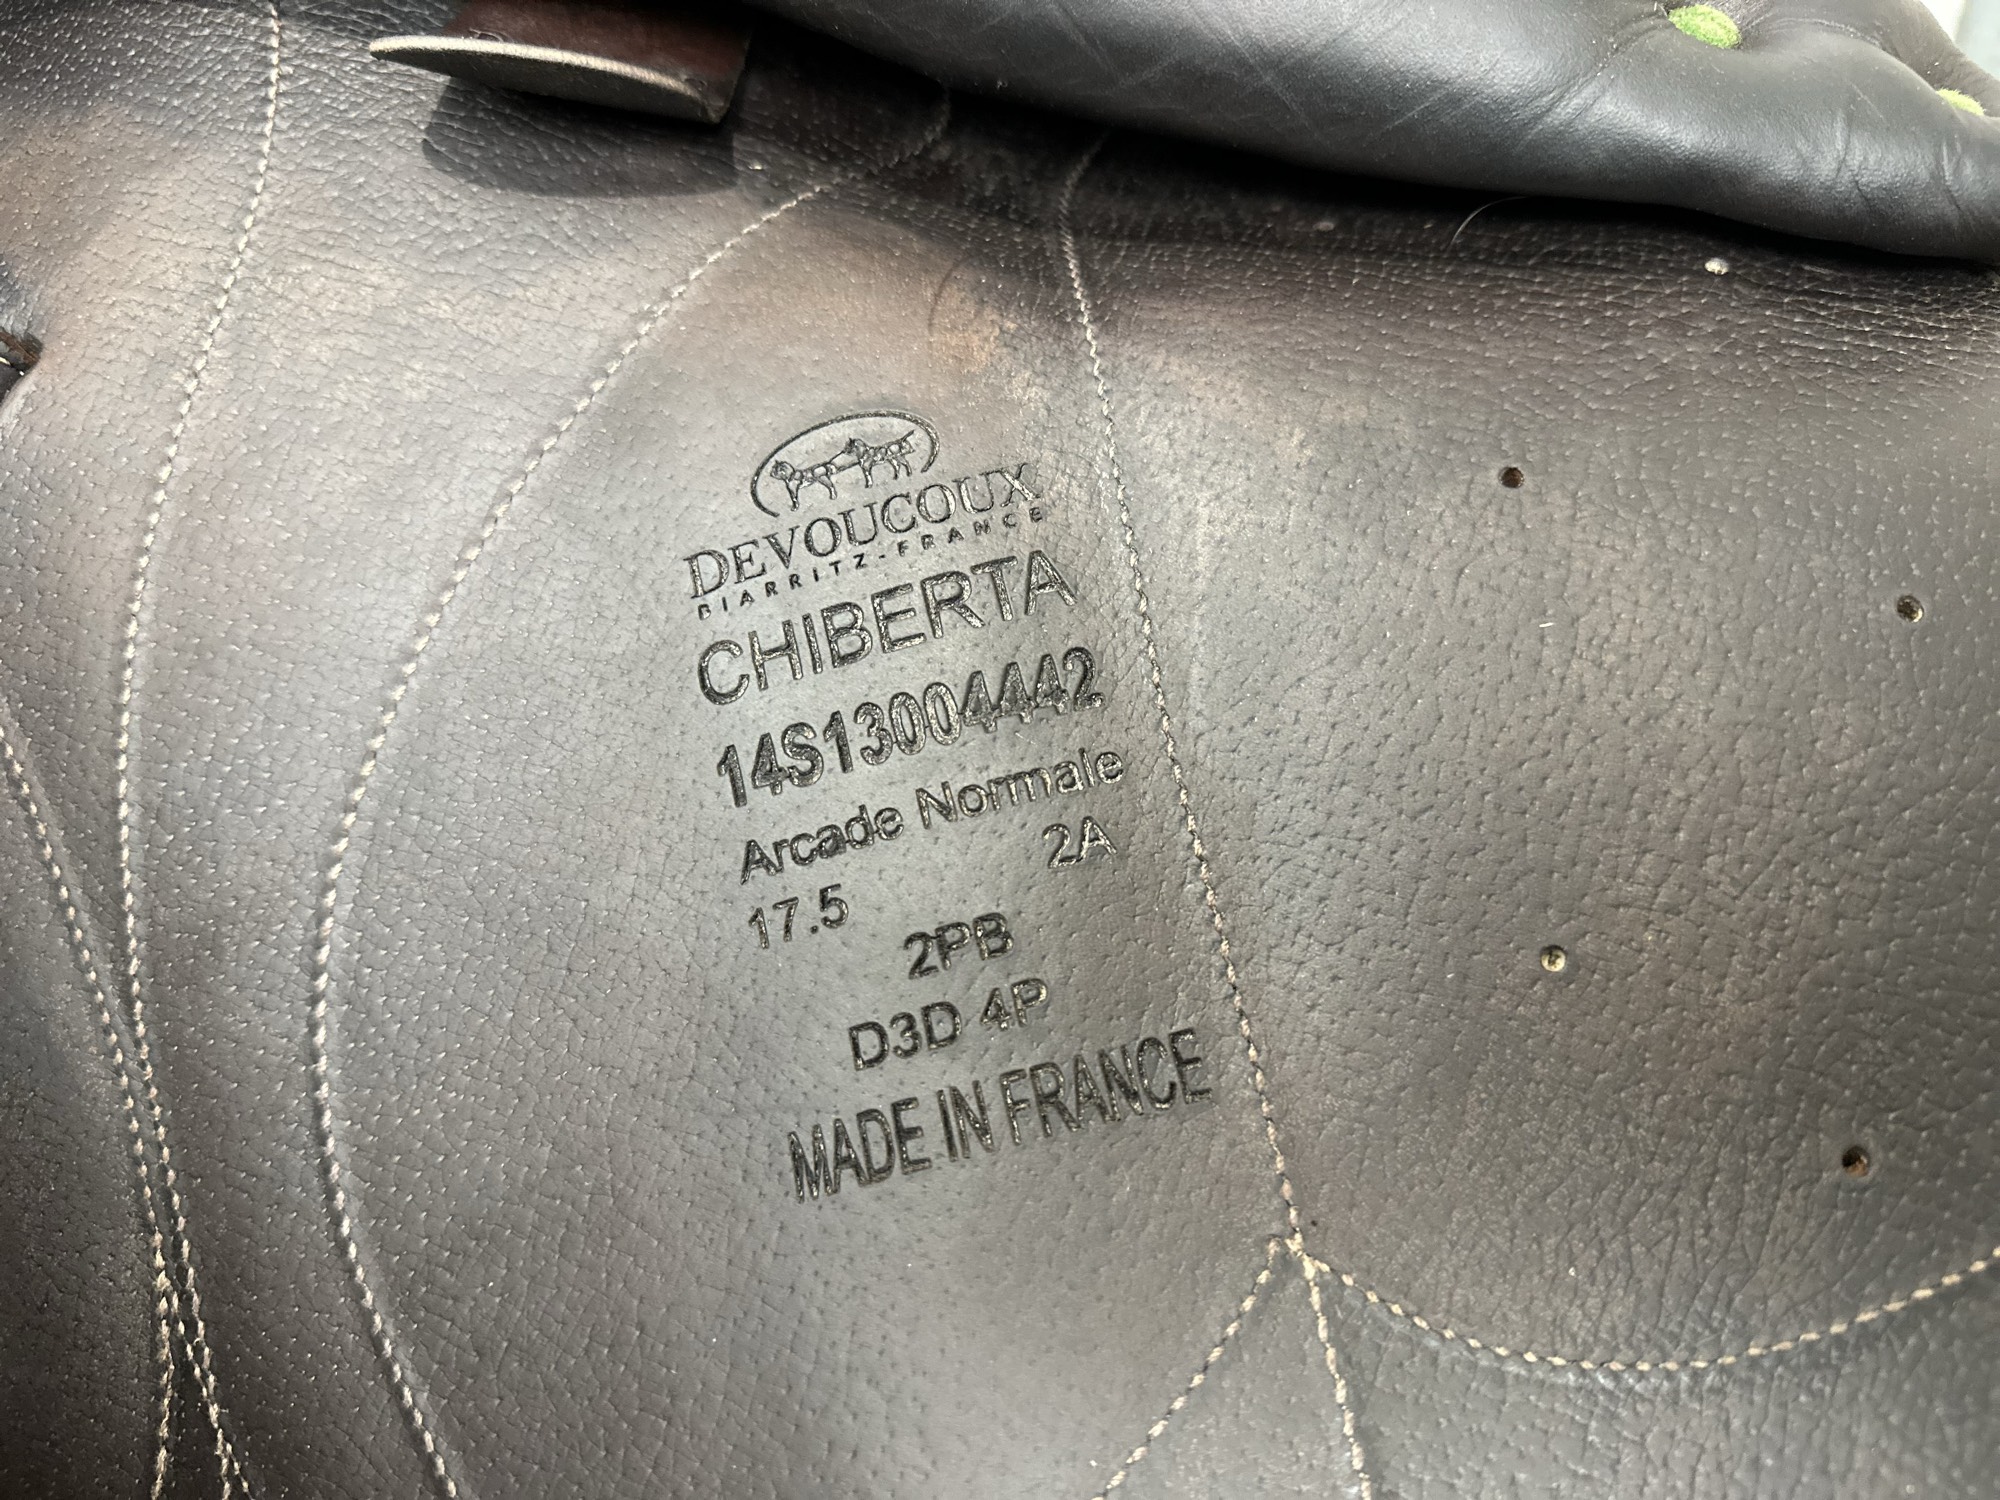 DEVOUCOUX
BIARRITZ-FRANCE
CHIBERTA
14S13004442
Arcade Normale
17.5 2A
2PB
D3D 4P
MADE IN FRANCE